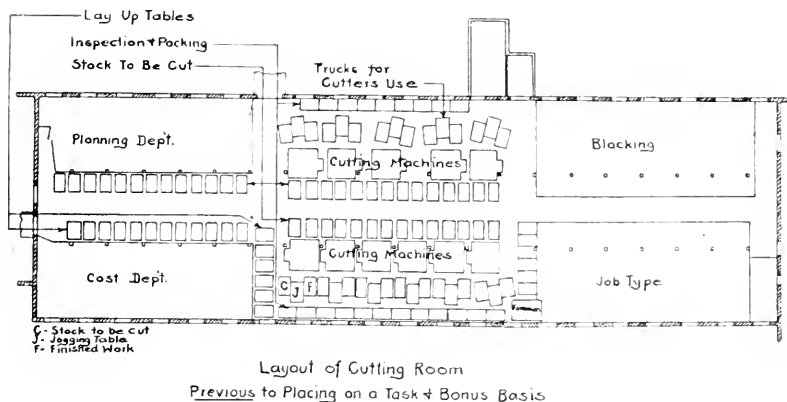 Lay Up Tables
Inspection & Packing
Stock To Be Cut
Trucks for
Cutters Use
Planning Dept.
Cutting Machines
Blocking
Cutting Machines
Cost Dept.
Job Type
C J F
Foreman
C- Stock to be Cut
J- Jogging Table
F- Finished Work
Layout of Cutting Room
Previous to Placing on a Task & Bonus Basis